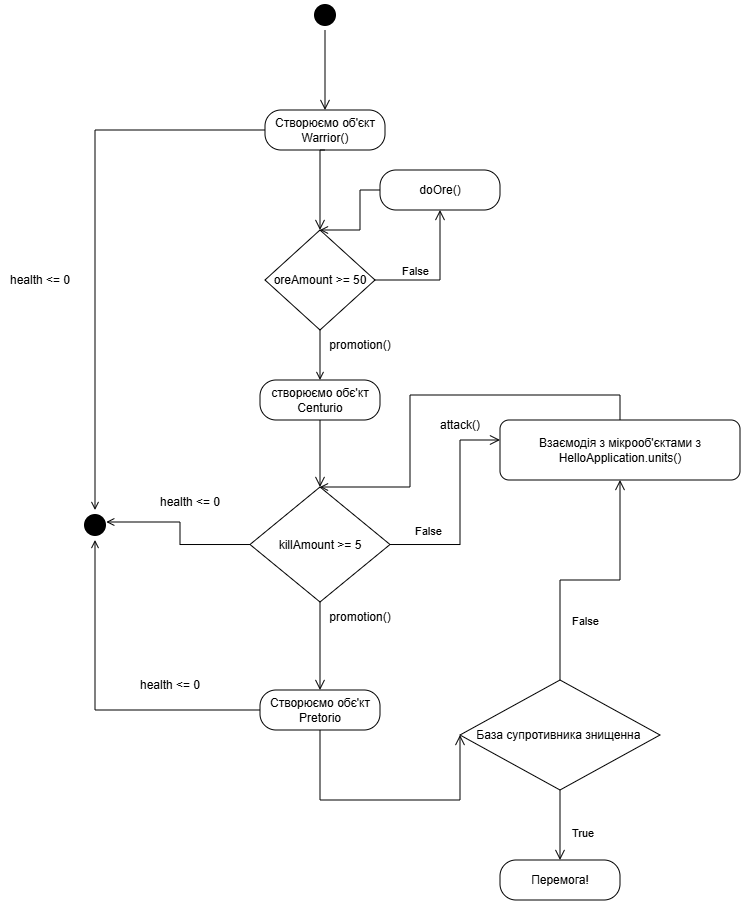 Створюємо об'єкт
Warrior()
doOre()
health <= 0
oreAmount >= 50
False
promotion()
створюємо обє'кт
Centurio
attack()
Взаємодія з мікрооб'єктами з
HelloApplication.units()
health <= 0
killAmount >= 5
False
promotion()
False
health <= 0
Створюємо обє'кт
Pretorio
База супротивника знищенна
True
Перемога!